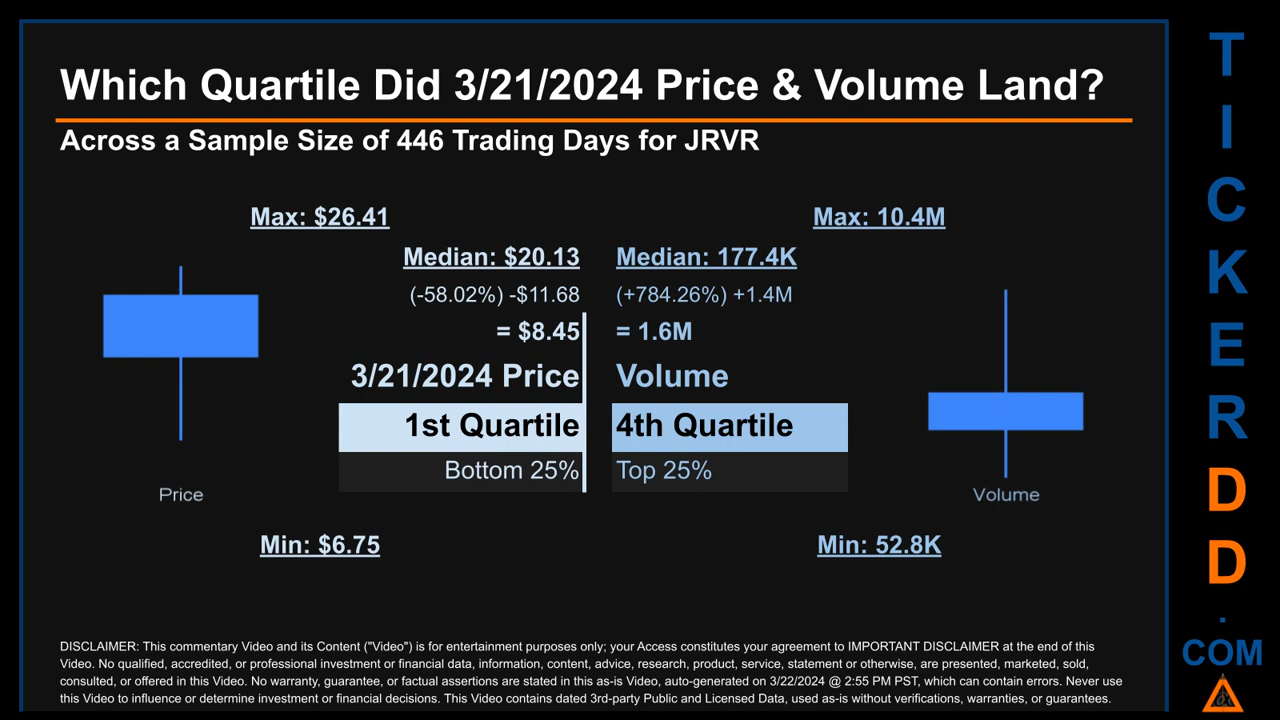 Which Quartile Did 3/21/2024 Price & Volume Land?
Across a Sample Size of 446 Trading Days for JRVR
Max: $26.41
Max: 10.4M
Median: $20.13
Median: 177.4K
(-58.02%) -$11.68
(+784.26%) +1.4M
= $8.45
= 1.6M
3/21/2024 Price
Volume
1st Quartile
4th Quartile
Bottom 25%
Top 25%
Price
Volume
Min: $6.75
Min: 52.8K
DISCLAIMER: This commentary Video and its Content ("Video") is for entertainment purposes only; your Access constitutes your agreement to IMPORTANT DISCLAIMER at the end of this
Video. No qualified, accredited, or professional investment or financial data, information, content, advice, research, product, service, statement or otherwise, are presented, marketed, sold,
consulted, or offered in this Video. No warranty, guarantee, or factual assertions are stated in this as-is Video, auto-generated on 3/22/2024 @ 2:55 PM PST, which can contain errors. Never use
this Video to influence or determine investment or financial decisions. This Video contains dated 3rd-party Public and Licensed Data, used as-is without verifications, warranties, or guarantees.
T
I
C
K
E
R
D
D
.
COM